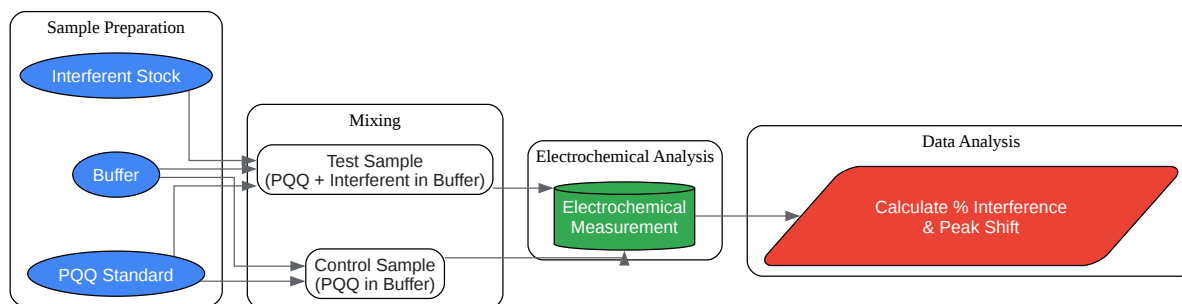 Sample Preparation
Interferent Stock
Buffer
PQQ Standard
Mixing
Test Sample
(PQQ + Interferent in Buffer)
Control Sample
(PQQ in Buffer)
Electrochemical Analysis
Electrochemical
Measurement
Data Analysis
Calculate % Interference
& Peak Shift